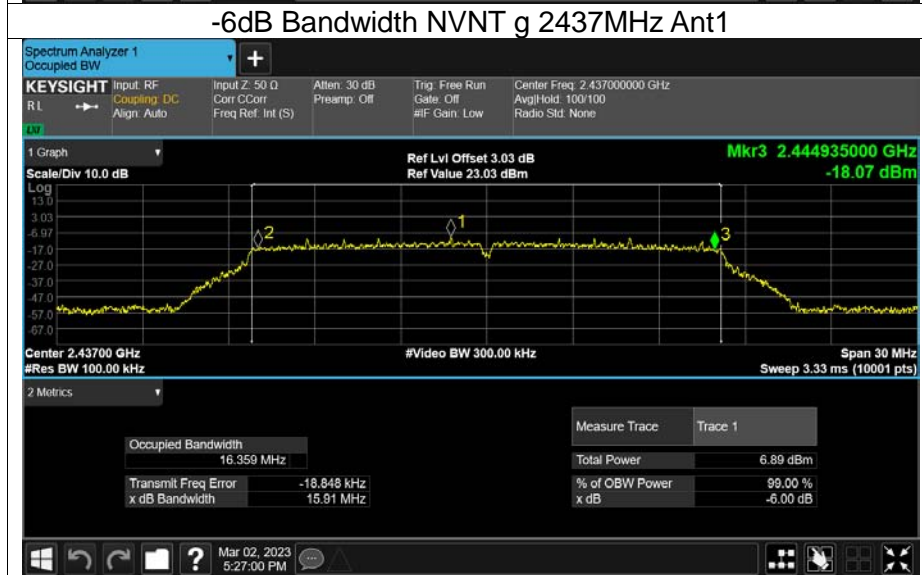 -6dB Bandwidth NVNT g 2437MHz Ant1
Spectrum Analyzer 1
Occupied BW
+
KEYSIGHT Input: RF Input Z: 50 Ω Atten: 30 dB Trig: Free Run Center Freq: 2.437000000 GHz
RL Coupling: DC Corr CCorr Preamp: Off Gate: Off Avg|Hold: 100/100
Align: Auto Freq Ref: Int (S) #IF Gain: Low Radio Std: None
LXI
1 Graph Ref Lvl Offset 3.03 dB Mkr3 2.444935000 GHz
Scale/Div 10.0 dB Ref Value 23.03 dBm -18.07 dBm
Log
13.0
3.03
-6.97
-17.0
-27.0
-37.0
-47.0
-57.0
-67.0
2
1
3
Center 2.43700 GHz #Video BW 300.00 kHz Span 30 MHz
#Res BW 100.00 kHz Sweep 3.33 ms (10001 pts)
2 Metrics
Measure Trace Trace 1
Occupied Bandwidth
16.359 MHz Total Power 6.89 dBm
Transmit Freq Error -18.848 kHz % of OBW Power 99.00 %
x dB Bandwidth 15.91 MHz x dB -6.00 dB
? Mar 02, 2023
5:27:00 PM